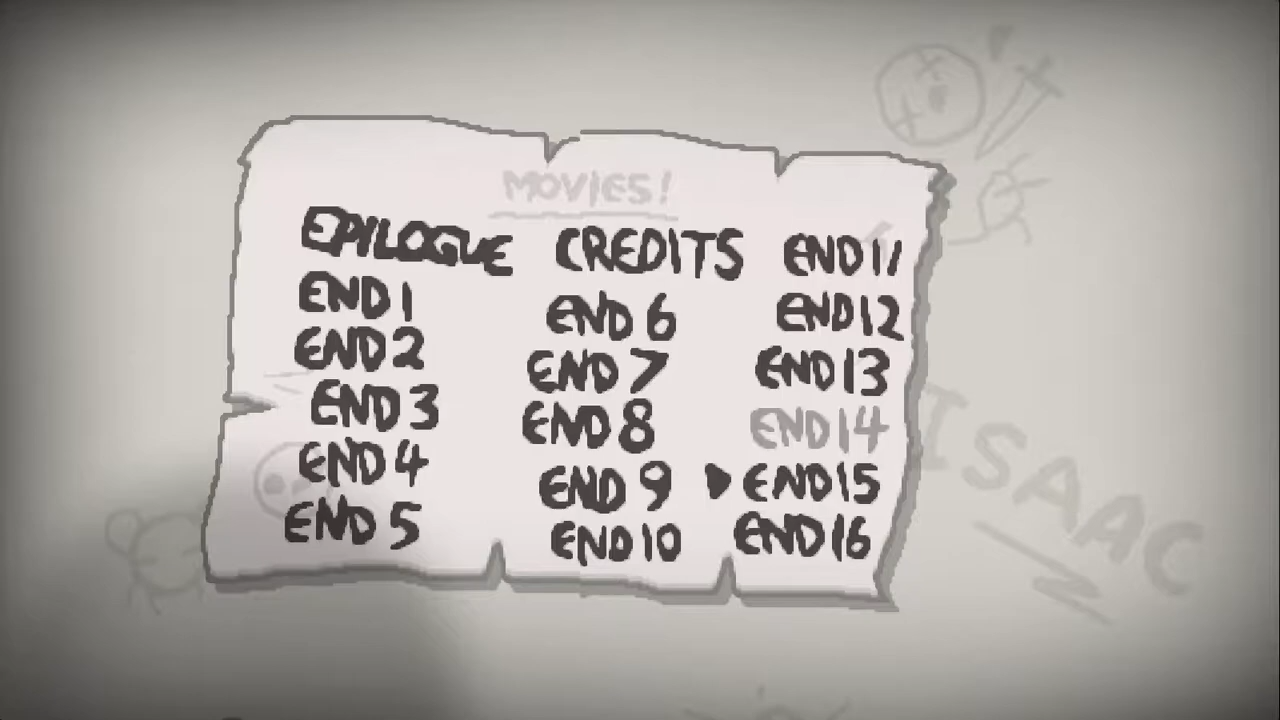 MOVIES!
EPILOGUE
END 1
END 2
END 3
END 4
END 5
CREDITS
END 6
END 7
END 8
END 9
END 10
END 11
END 12
END 13
END 14
END 15
END 16
ISAAC